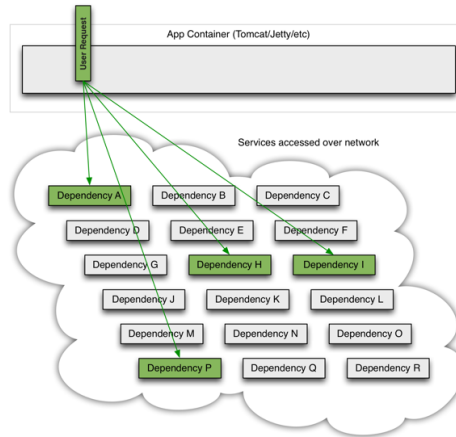 User Request
App Container (Tomcat/Jetty/etc)
Services accessed over network
Dependency A
Dependency B
Dependency C
Dependency D
Dependency E
Dependency F
Dependency G
Dependency H
Dependency I
Dependency J
Dependency K
Dependency L
Dependency M
Dependency N
Dependency O
Dependency P
Dependency Q
Dependency R